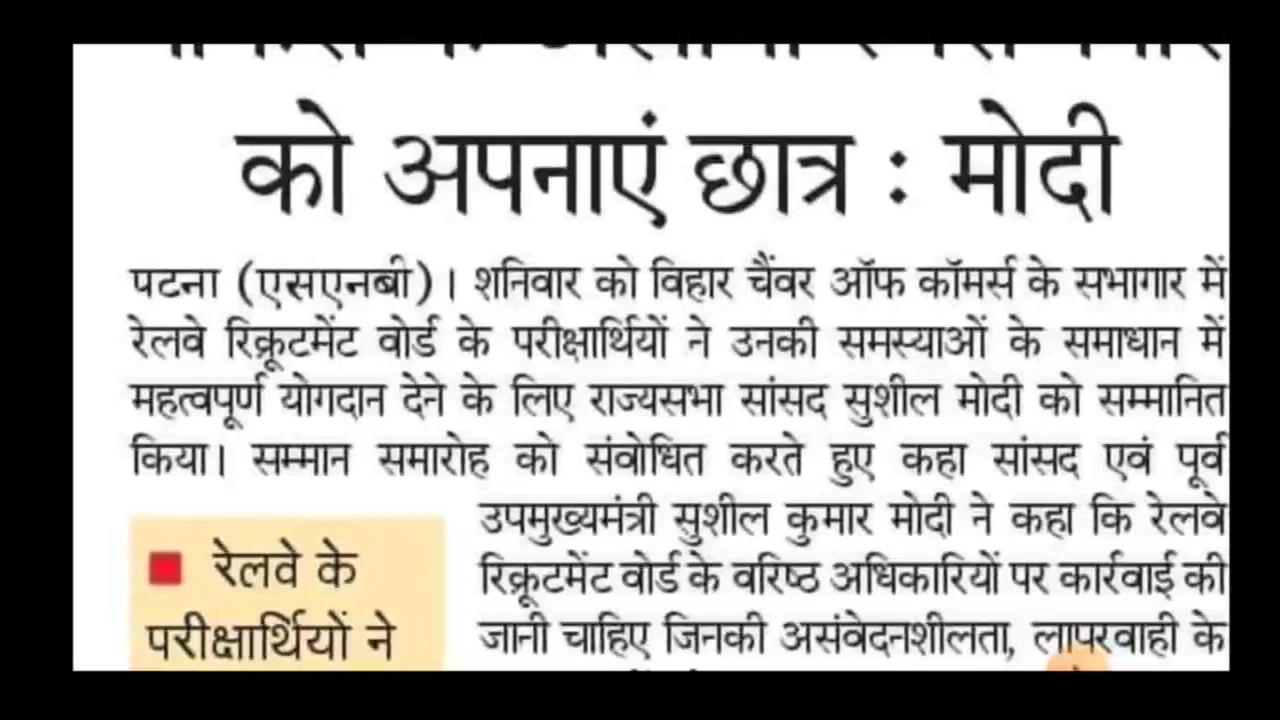 को अपनाएं छात्र : मोदी
पटना (एसएनबी)। शनिवार को विहार चैंवर ऑफ कॉमर्स के सभागार में
रेलवे रिक्रूटमेंट वोर्ड के परीक्षार्थियों ने उनकी समस्याओं के समाधान में
महत्वपूर्ण योगदान देने के लिए राज्यसभा सांसद सुशील मोदी को सम्मानित
किया। सम्मान समारोह को संवोधित करते हुए कहा सांसद एवं पूर्व
उपमुख्यमंत्री सुशील कुमार मोदी ने कहा कि रेलवे
रिक्रूटमेंट वोर्ड के वरिष्ठ अधिकारियों पर कार्रवाई की
जानी चाहिए जिनकी असंवेदनशीलता, लापरवाही के
■ रेलवे के
परीक्षार्थियों ने